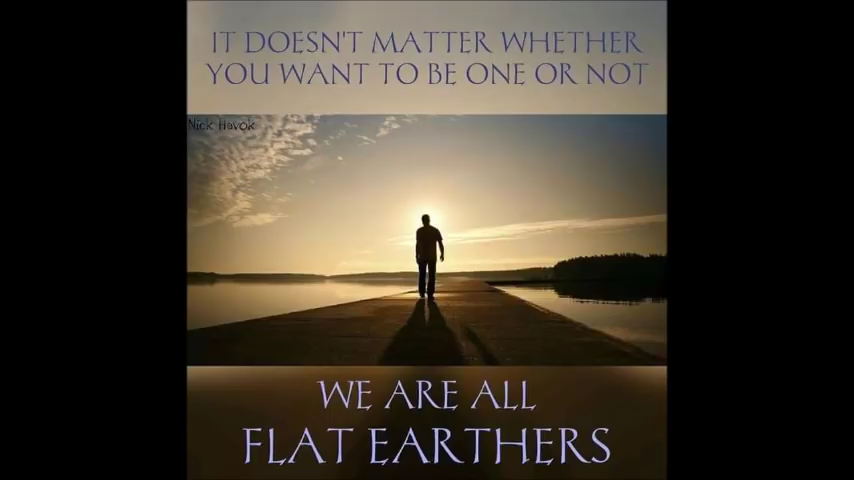 IT DOESN'T MATTER WHETHER
YOU WANT TO BE ONE OR NOT
Nick Havok
WE ARE ALL
FLAT EARTHERS